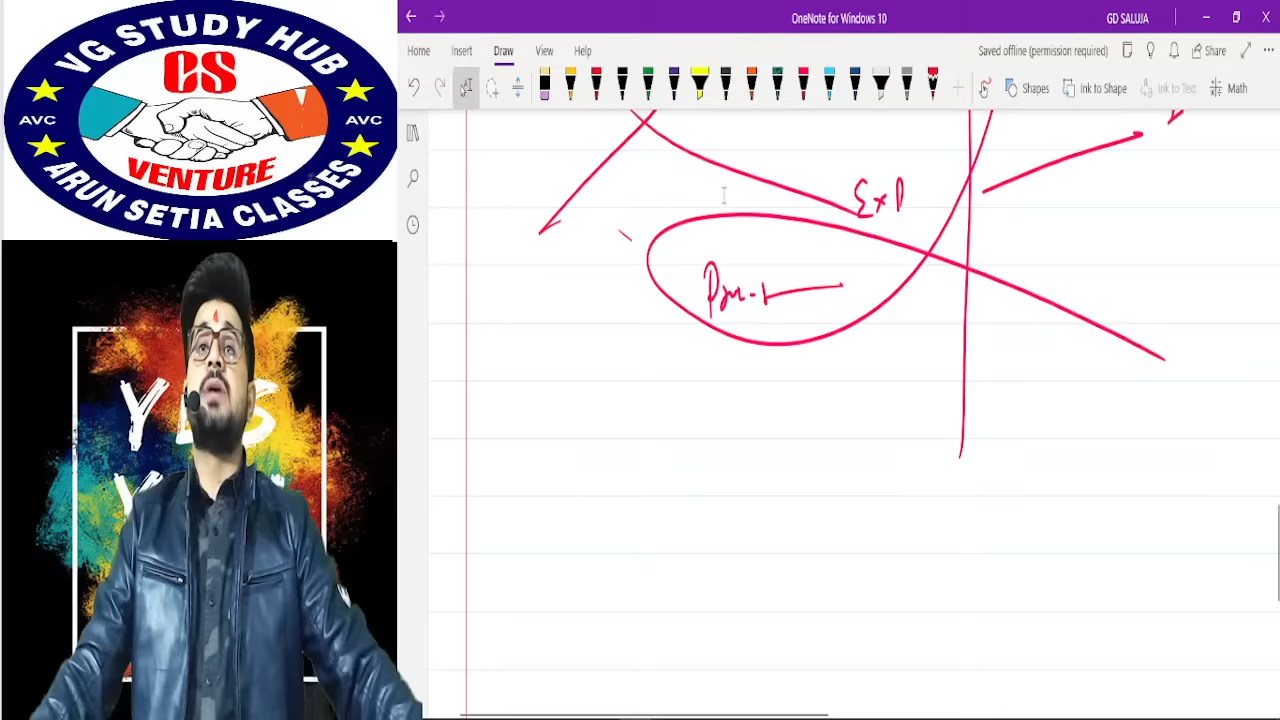 VG STUDY HUB
CS
AVC
AVC
VENTURE
ARUN SETIA CLASSES
YES
OneNote for Windows 10
GD SALUJA
Home
Insert
Draw
View
Help
Saved offline (permission required)
Share
Shapes
Ink to Shape
Ink to Text
Math